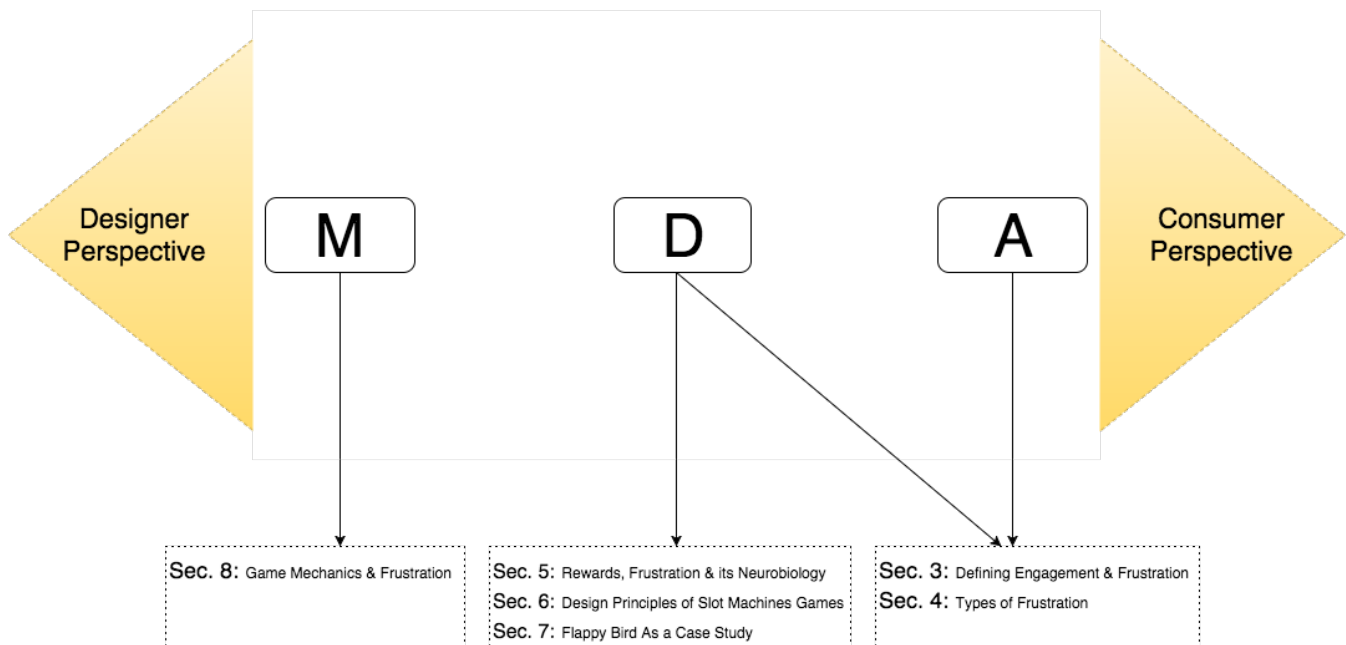 Designer
Perspective
M
D
A
Consumer
Perspective
Sec. 8: Game Mechanics & Frustration
Sec. 5: Rewards, Frustration & its Neurobiology
Sec. 6: Design Principles of Slot Machines Games
Sec. 7: Flappy Bird As a Case Study
Sec. 3: Defining Engagement & Frustration
Sec. 4: Types of Frustration